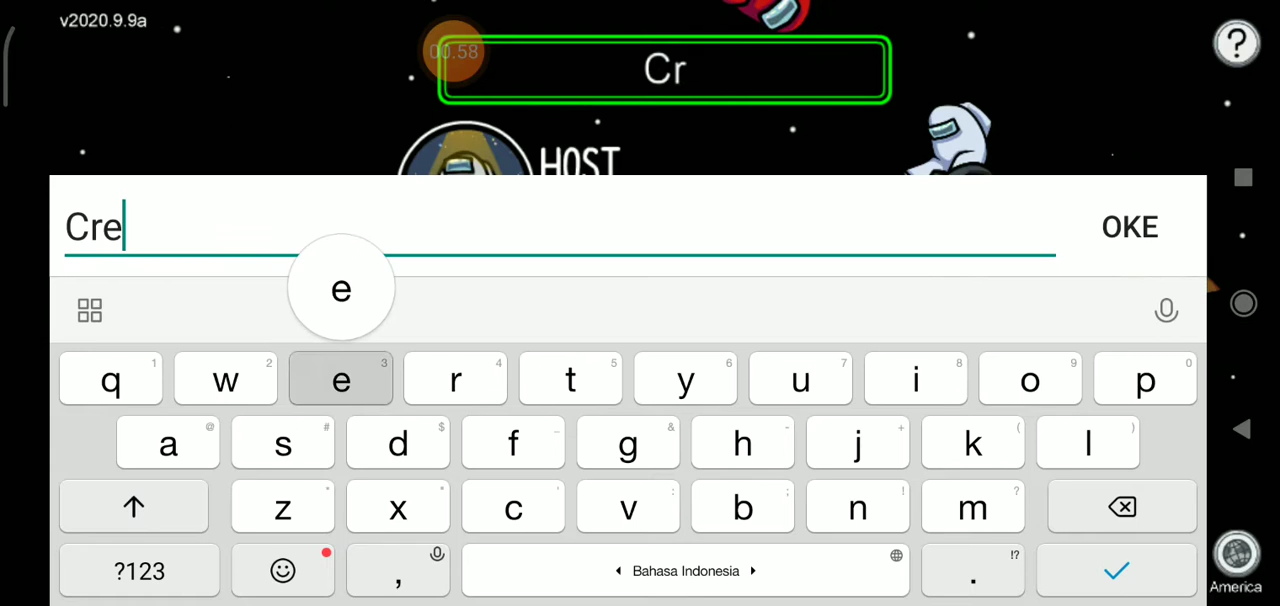 v2020.9.9a
00.58
Cr
HOST
Cre
OKE
e
q 1 w 2 e 3 r 4 t 5 y 6 u 7 i 8 o 9 p 0
a @ s # d $ f _ g & h - j + k ( l )
z * x " c ' v : b ; n ! m ?
?123 , Bahasa Indonesia . !?
America